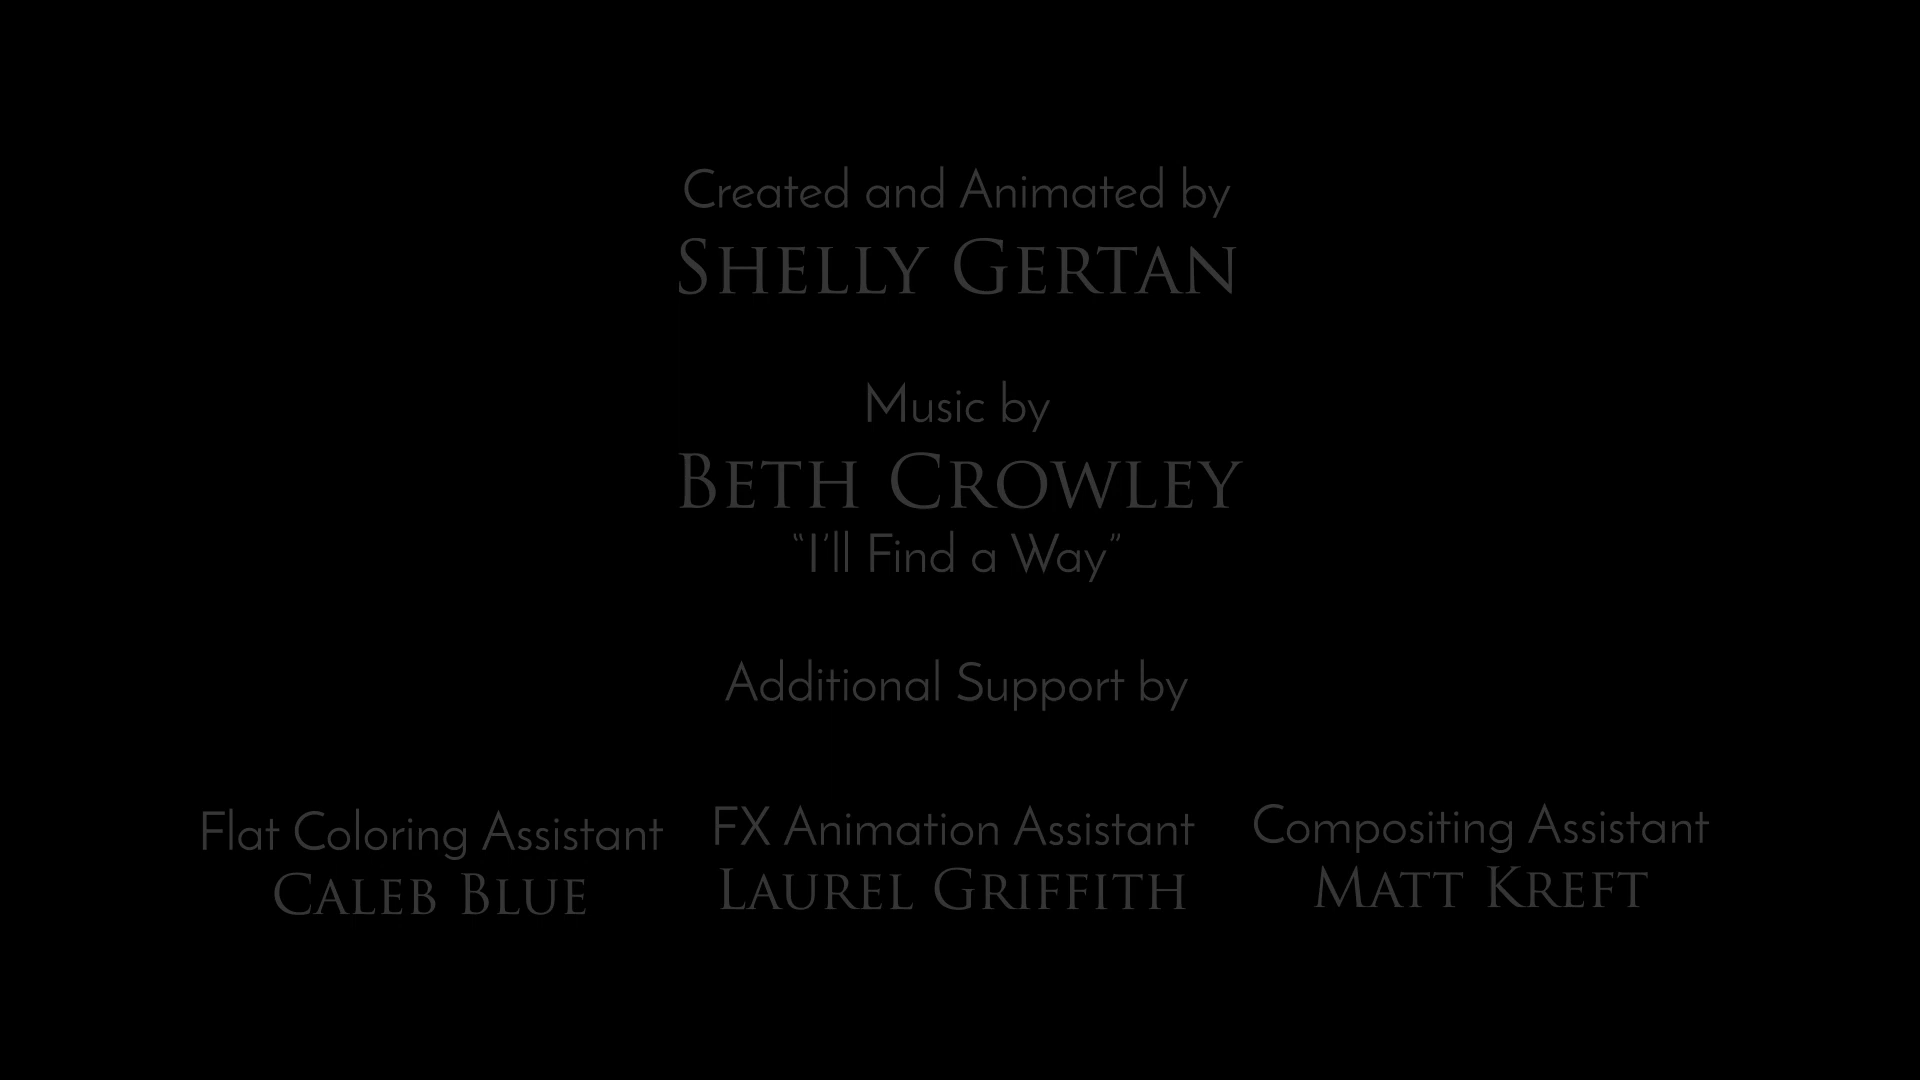 Created and Animated by
SHELLY GERTAN
Music by
BETH CROWLEY
“I’ll Find a Way”
Additional Support by
Flat Coloring Assistant
CALEB BLUE
FX Animation Assistant
LAUREL GRIFFITH
Compositing Assistant
MATT KREFT